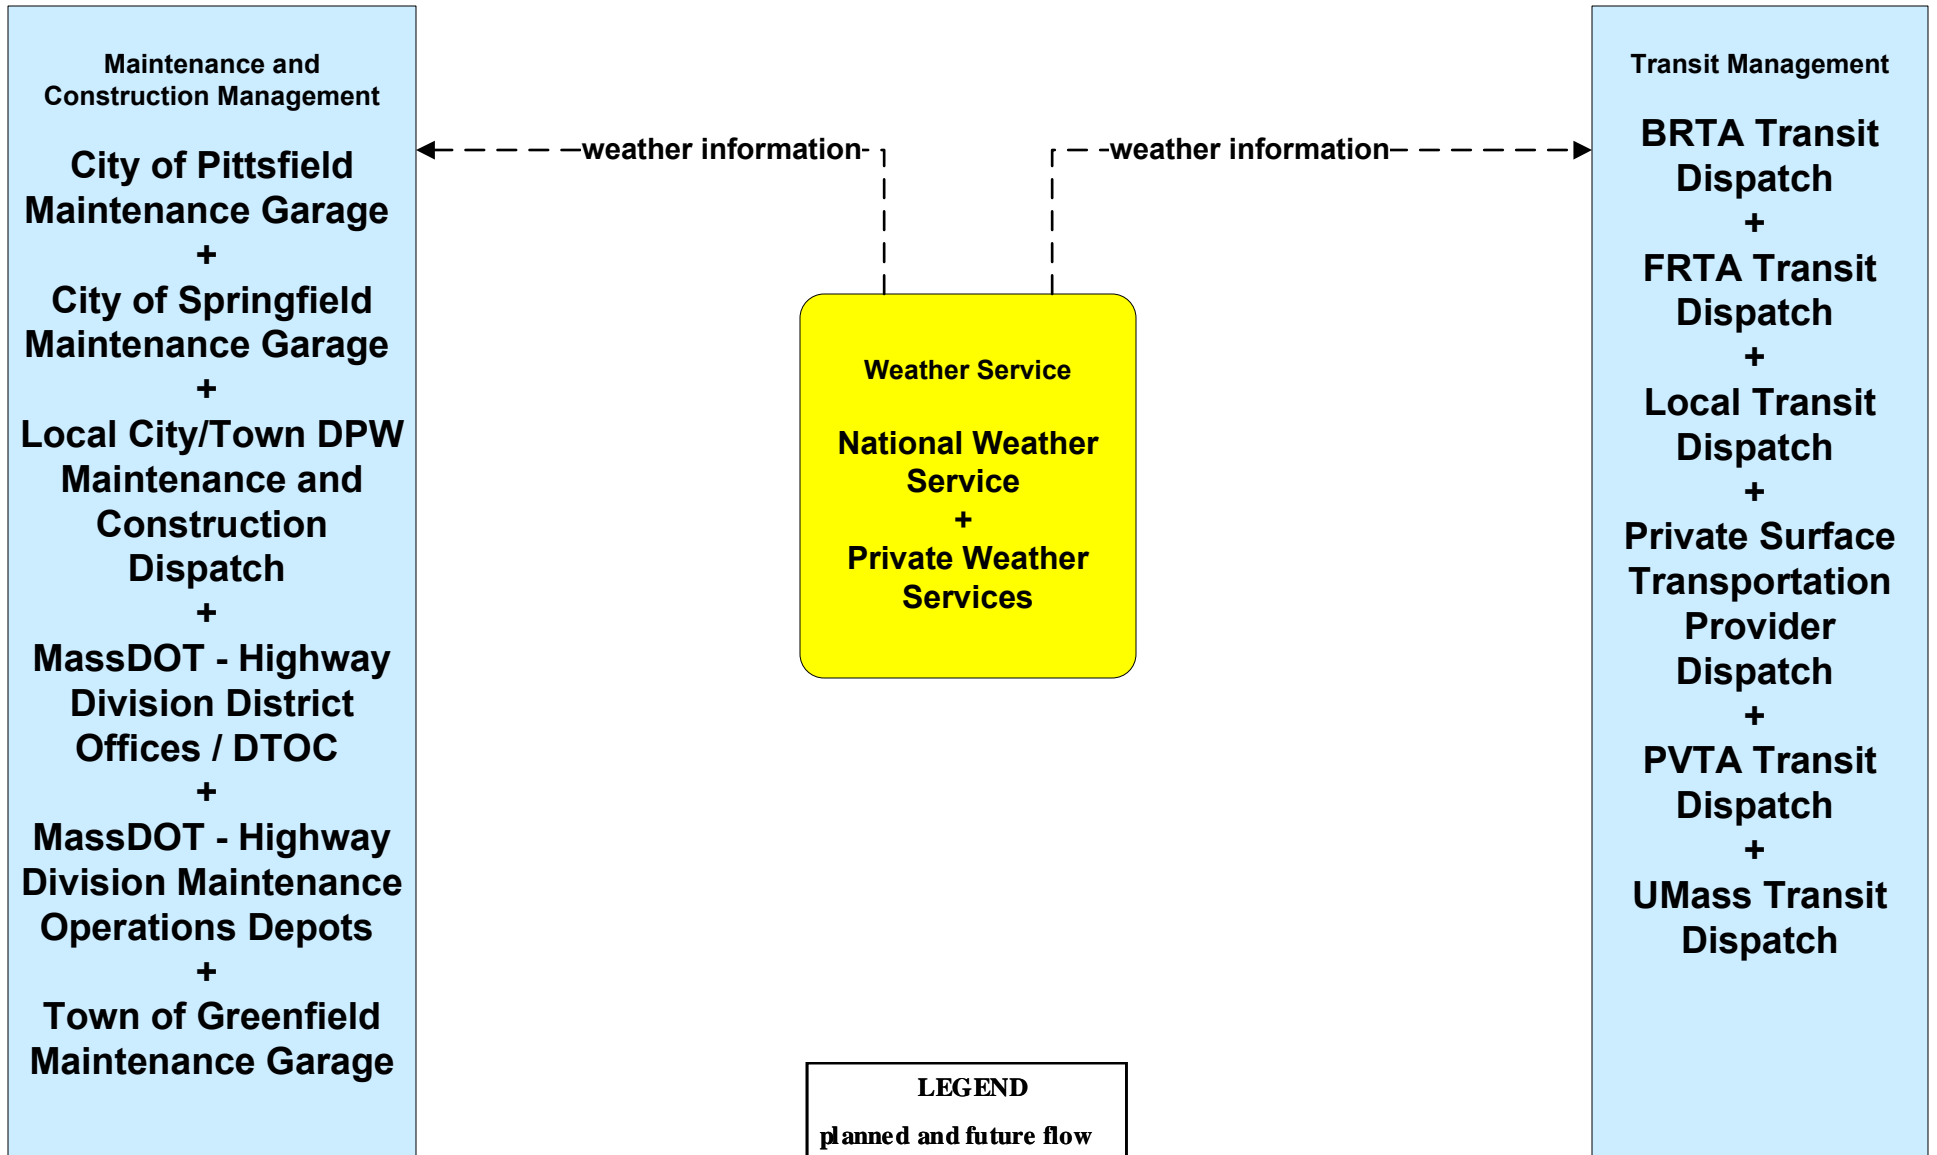 Maintenance and
Construction Management
City of Pittsfield
Maintenance Garage
+
City of Springfield
Maintenance Garage
+
Local City/Town DPW
Maintenance and
Construction
Dispatch
+
MassDOT - Highway
Division District
Offices / DTOC
+
MassDOT - Highway
Division Maintenance
Operations Depots
+
Town of Greenfield
Maintenance Garage
weather information
weather information
Weather Service
National Weather
Service
+
Private Weather
Services
LEGEND
planned and future flow
Transit Management
BRTA Transit
Dispatch
+
FRTA Transit
Dispatch
+
Local Transit
Dispatch
+
Private Surface
Transportation
Provider
Dispatch
+
PVTA Transit
Dispatch
+
UMass Transit
Dispatch